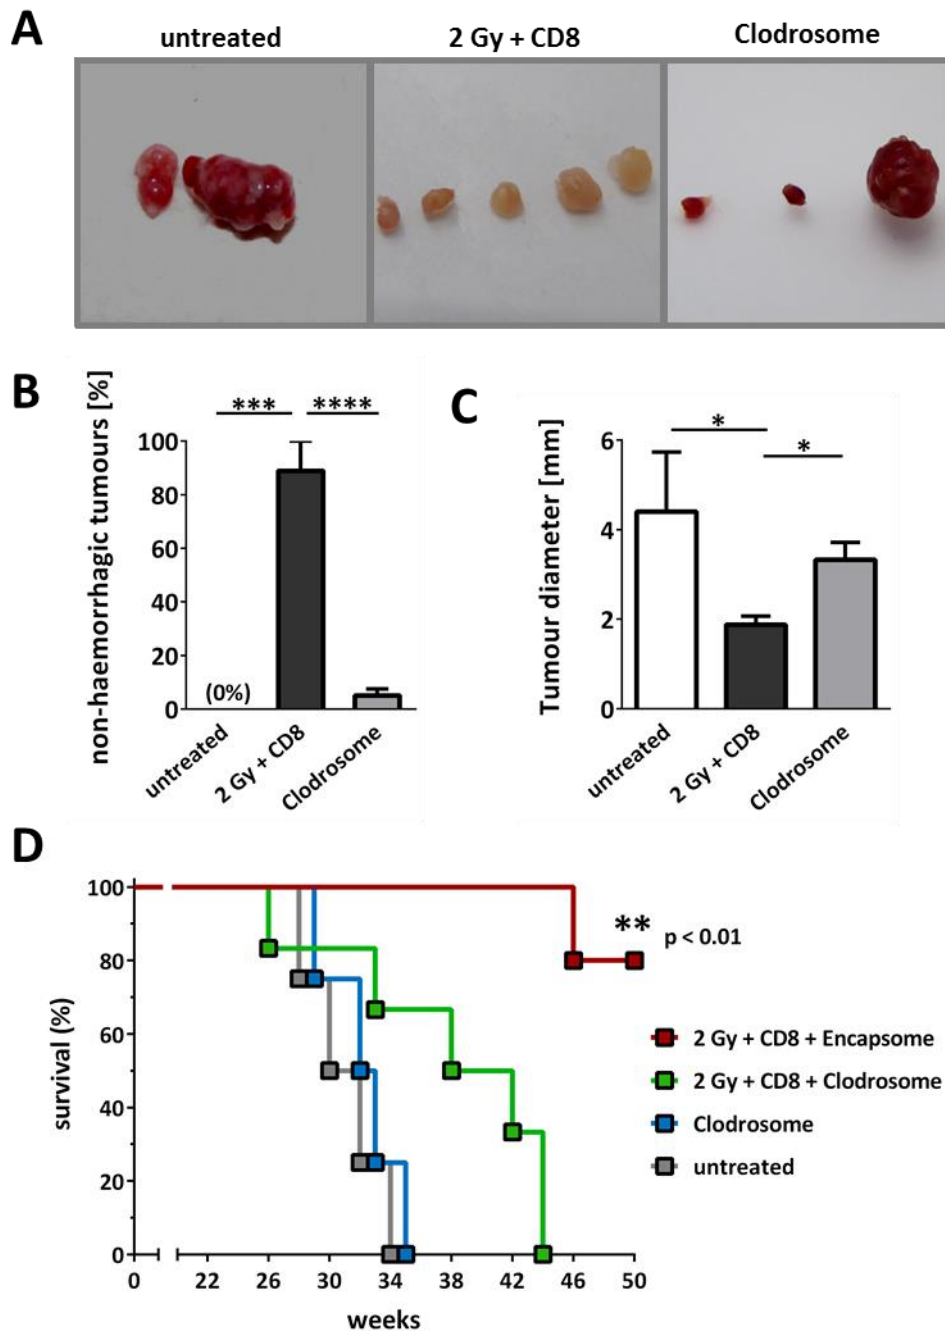 A
untreated
2 Gy + CD8
Clodrosome
B
non-haemorrhagic tumours [%]
*** ****
100
80
60
40
20
0
(0%)
untreated
2 Gy + CD8
Clodrosome
C
Tumour diameter [mm]
*
*
6
4
2
0
untreated
2 Gy + CD8
Clodrosome
D
survival (%)
100
80
60
40
20
0
** p < 0.01
2 Gy + CD8 + Encapsome
2 Gy + CD8 + Clodrosome
Clodrosome
untreated
0 22 26 30 34 38 42 46 50
weeks